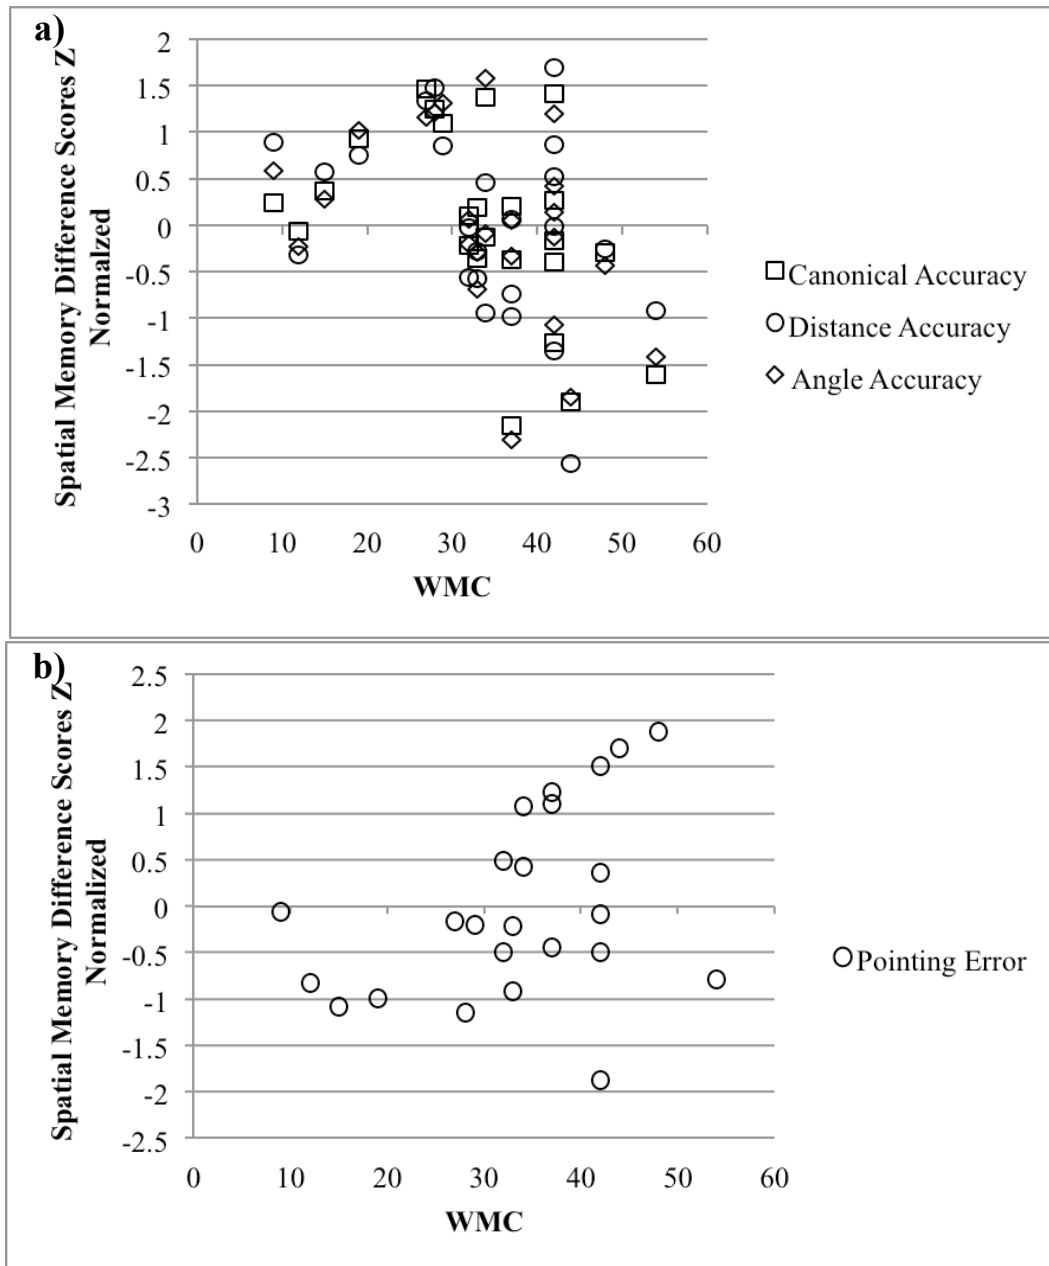 a)
Spatial Memory Difference Scores Z
Normalzed
2
1.5
1
0.5
0
-0.5
-1
-1.5
-2
-2.5
-3
0 10 20 30 40 50 60
WMC
Canonical Accuracy
Distance Accuracy
Angle Accuracy
b)
Spatial Memory Difference Scores Z
Normalized
2.5
2
1.5
1
0.5
0
-0.5
-1
-1.5
-2
-2.5
0 10 20 30 40 50 60
WMC
Pointing Error